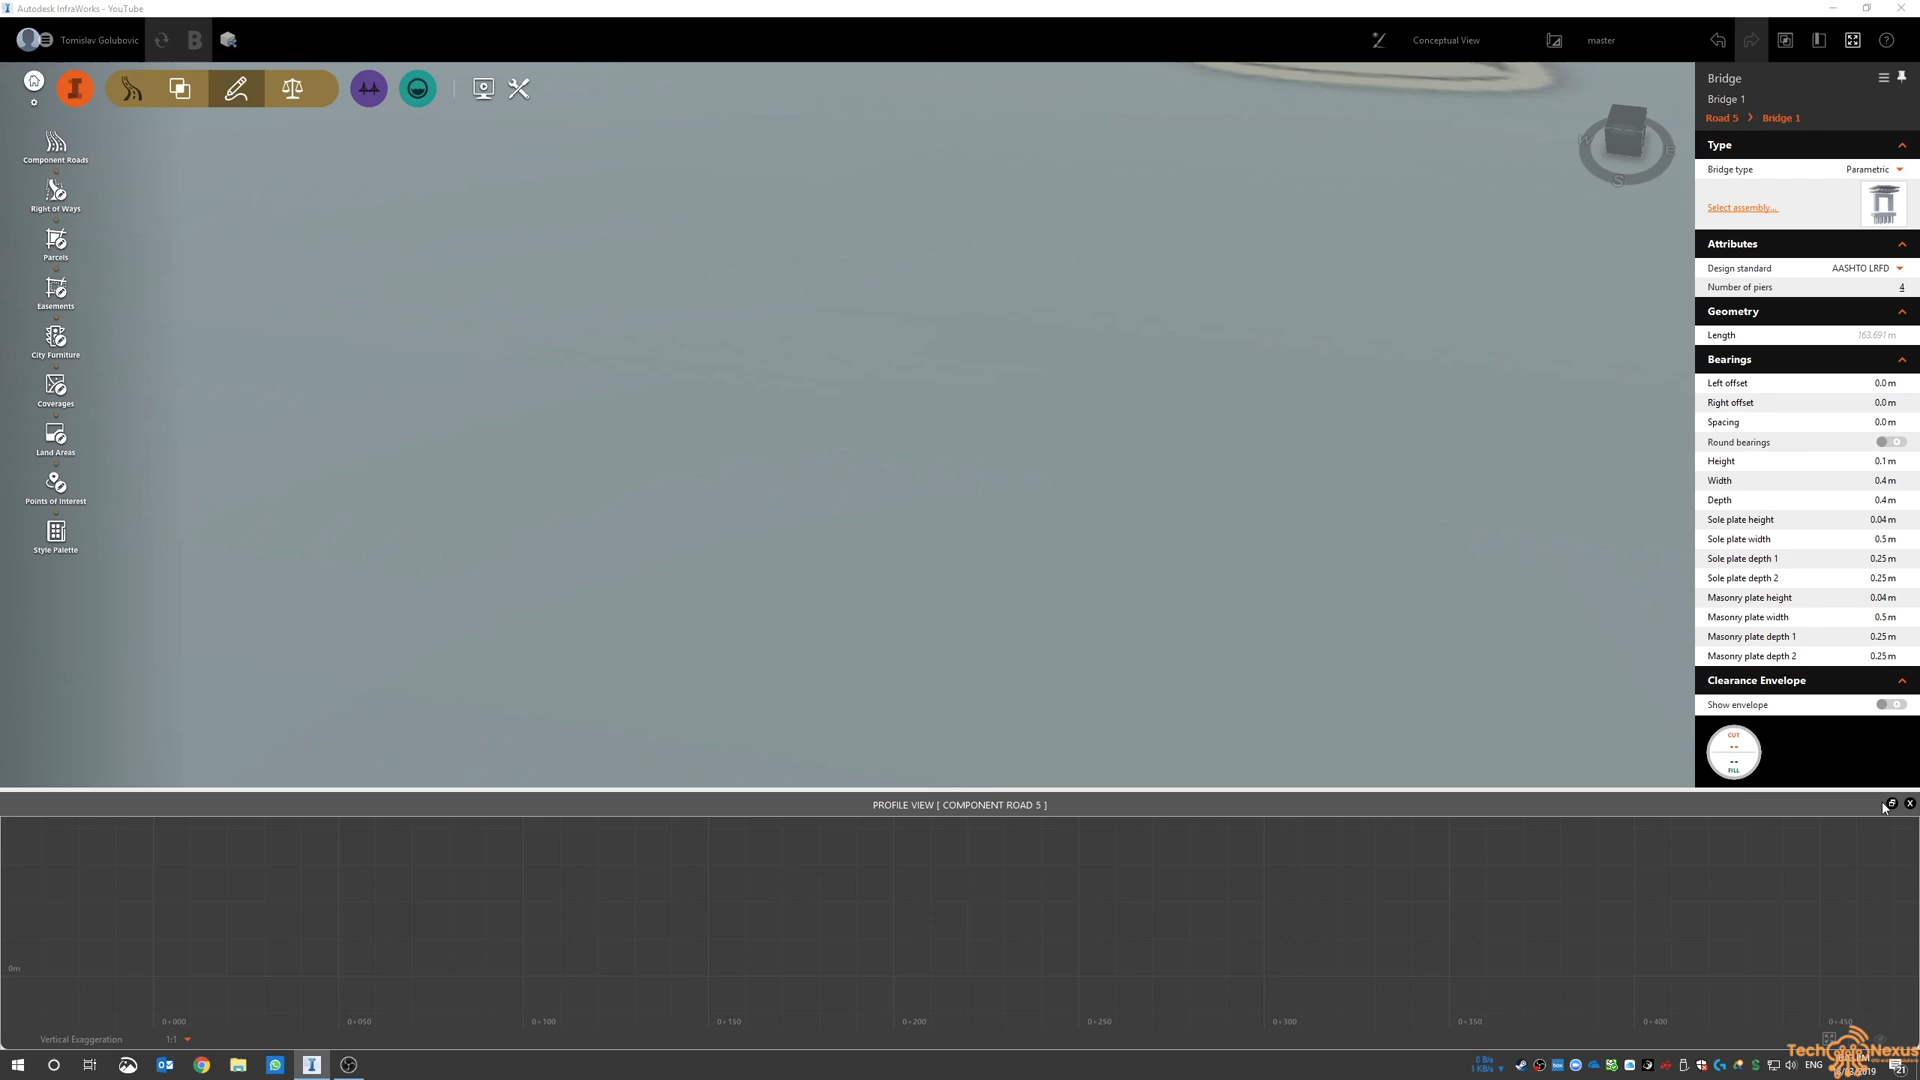 Autodesk InfraWorks - YouTube
Tomislav Golubovic
Conceptual View
master
Component Roads
Right of Ways
Parcels
Easements
City Furniture
Coverages
Land Areas
Points of Interest
Style Palette
W
E
S
Bridge
Bridge 1
Road 5 > Bridge 1
Type
Bridge type Parametric
Select assembly...
Attributes
Design standard AASHTO LRFD
Number of piers 4
Geometry
Length 163.691 m
Bearings
Left offset 0.0 m
Right offset 0.0 m
Spacing 0.0 m
Round bearings
Height 0.1 m
Width 0.4 m
Depth 0.4 m
Sole plate height 0.04 m
Sole plate width 0.5 m
Sole plate depth 1 0.25 m
Sole plate depth 2 0.25 m
Masonry plate height 0.04 m
Masonry plate width 0.5 m
Masonry plate depth 1 0.25 m
Masonry plate depth 2 0.25 m
Clearance Envelope
Show envelope
CUT
--
--
FILL
PROFILE VIEW [ COMPONENT ROAD 5 ]
0m
0+000 0+050 0+100 0+150 0+200 0+250 0+300 0+350 0+400 0+450
Vertical Exaggeration 1:1
0 B/s
1 KB/s
ENG
Tech Nexus
21